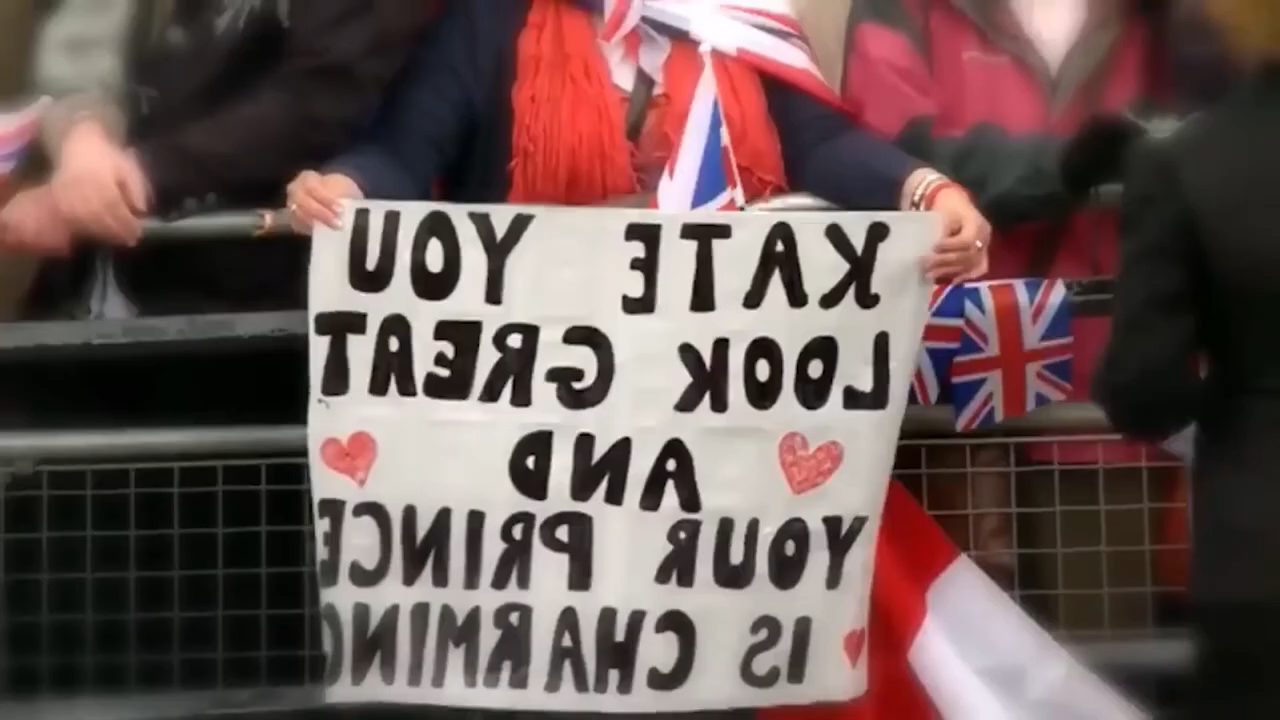 KATE YOU
LOOK GREAT
AND
YOUR PRINCE
IS CHARMING